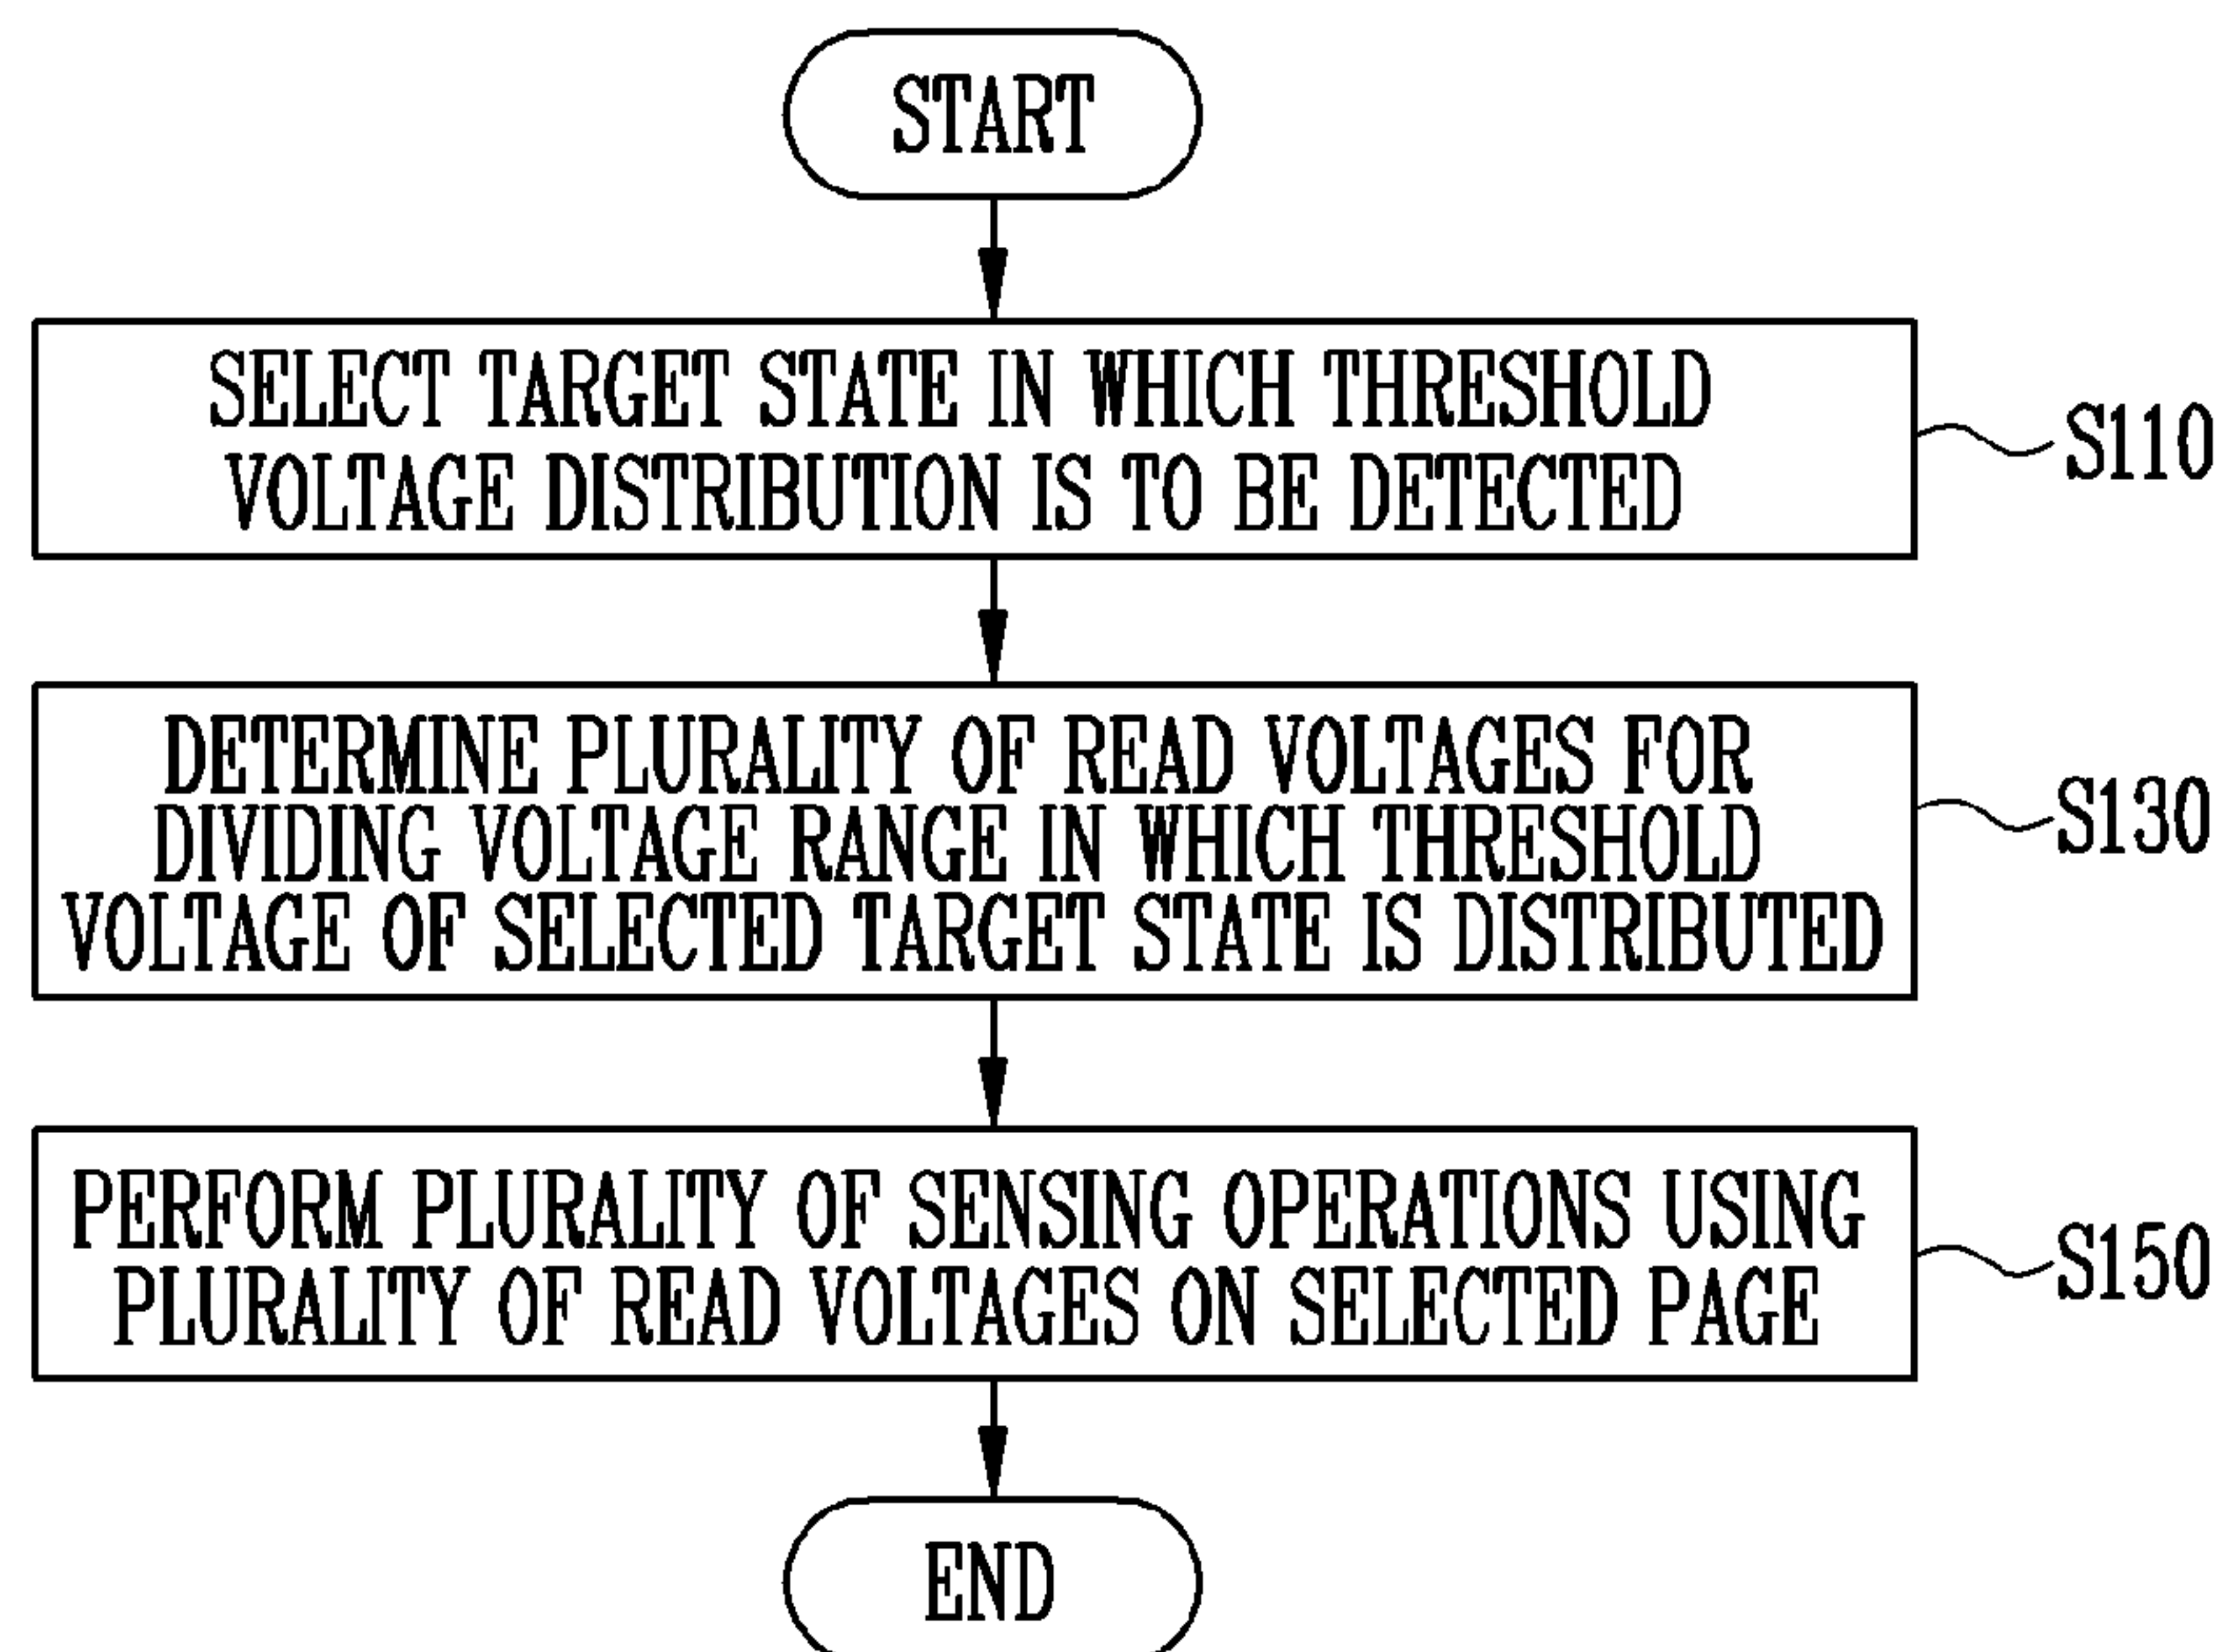 START
SELECT TARGET STATE IN WHICH THRESHOLD
VOLTAGE DISTRIBUTION IS TO BE DETECTED
S110
DETERMINE PLURALITY OF READ VOLTAGES FOR
DIVIDING VOLTAGE RANGE IN WHICH THRESHOLD
VOLTAGE OF SELECTED TARGET STATE IS DISTRIBUTED
S130
PERFORM PLURALITY OF SENSING OPERATIONS USING
PLURALITY OF READ VOLTAGES ON SELECTED PAGE
S150
END